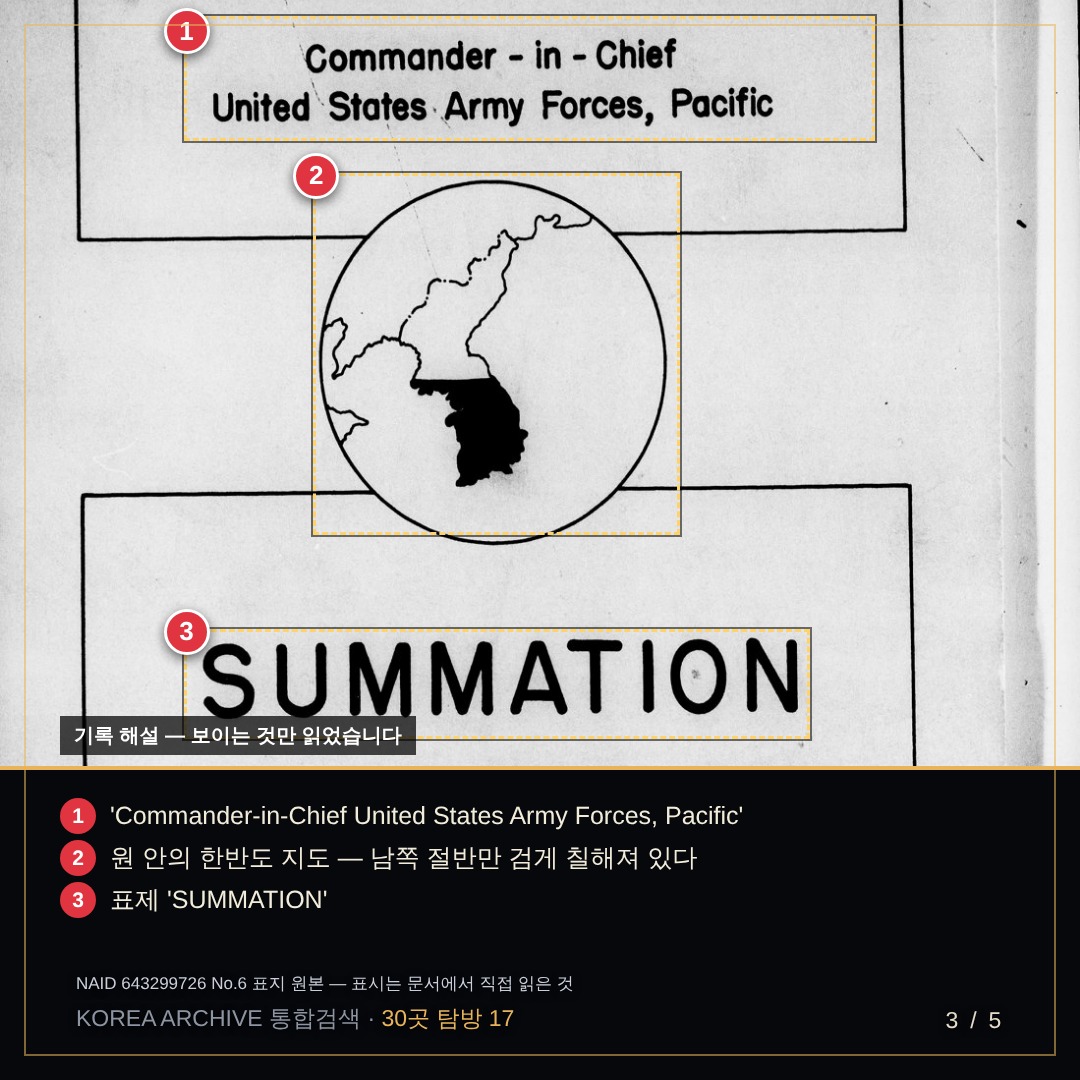 1
Commander - in - Chief
United States Army Forces, Pacific
2
3
SUMMATION
기록 해설 — 보이는 것만 읽었습니다
1 'Commander-in-Chief United States Army Forces, Pacific'
2 원 안의 한반도 지도 — 남쪽 절반만 검게 칠해져 있다
3 표제 'SUMMATION'
NAID 643299726 No.6 표지 원본 — 표시는 문서에서 직접 읽은 것
KOREA ARCHIVE 통합검색 · 30곳 탐방 17
3 / 5